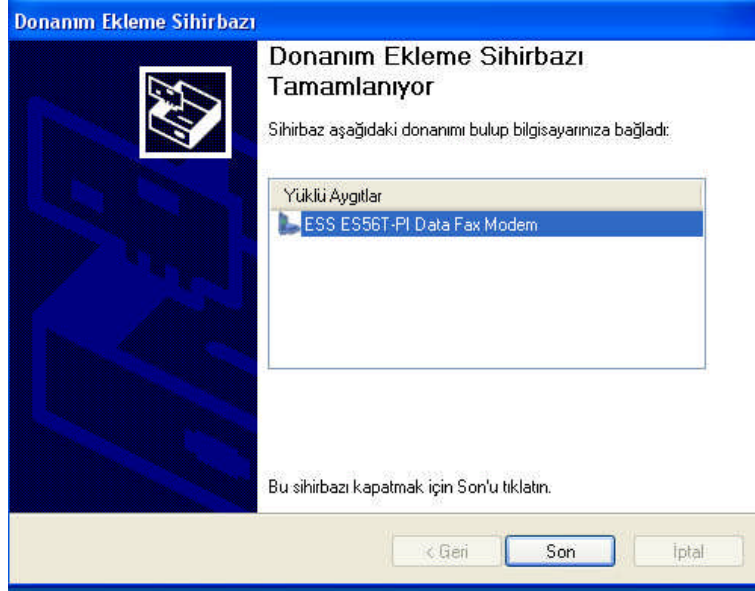 Donanım Ekleme Sihirbazı
Donanım Ekleme Sihirbazı
Tamamlanıyor
Sihirbaz aşağıdaki donanımı bulup bilgisayarınıza bağladı:
Yüklü Aygıtlar
ESS ES56T-PI Data Fax Modem
Bu sihirbazı kapatmak için Son'u tıklatın.
< Geri
Son
İptal